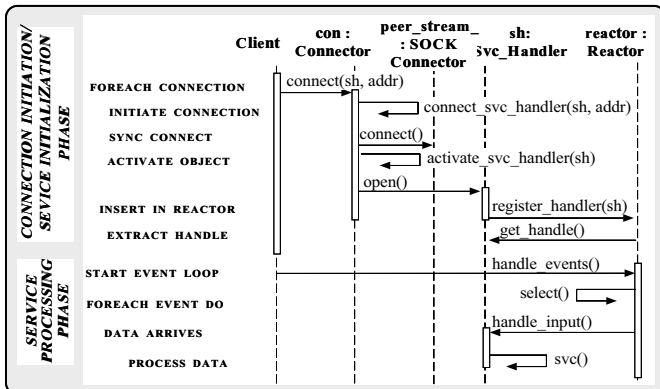 Client
con :
Connector
peer_stream_
: SOCK
Connector
sh:
Svc_Handler
reactor :
Reactor
CONNECTION INITIATION/
SEVICE INITIALIZATION
PHASE
FOREACH CONNECTION
connect(sh, addr)
INITIATE CONNECTION
connect_svc_handler(sh, addr)
SYNC CONNECT
connect()
ACTIVATE OBJECT
activate_svc_handler(sh)
open()
INSERT IN REACTOR
register_handler(sh)
EXTRACT HANDLE
get_handle()
SERVICE
PROCESSING
PHASE
START EVENT LOOP
handle_events()
FOREACH EVENT DO
select()
DATA ARRIVES
handle_input()
PROCESS DATA
svc()